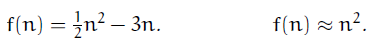 f(n) = ½n² – 3n. f(n) ≈ n².